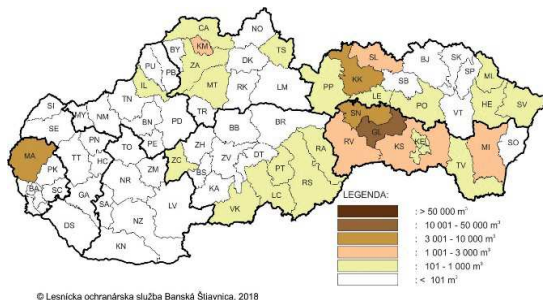 CA
NO
BY
KM
TS
PU
PB
ZA
DK
IL
MT
RK
LM
SL
BJ
SK
SP
ML
KK
SB
PP
LE
PO
VT
HE
SV
SI
SE
MY
NM
TN
BN
PD
TR
PE
BB
BR
SN
GL
RV
KS
KE
MI
SO
TV
MA
PK
BA
SC
DS
TT
PN
HC
GA
TO
NR
SA
ZM
NZ
KN
LV
ZC
ZH
BS
ZV
DT
KA
VK
LC
PT
RA
RS
LEGENDA:
: > 50 000 m³
: 10 001 - 50 000 m³
: 3 001 - 10 000 m³
: 1 001 - 3 000 m³
: 101 - 1 000 m³
: < 101 m³
© Lesnícka ochranárska služba Banská Štiavnica, 2018